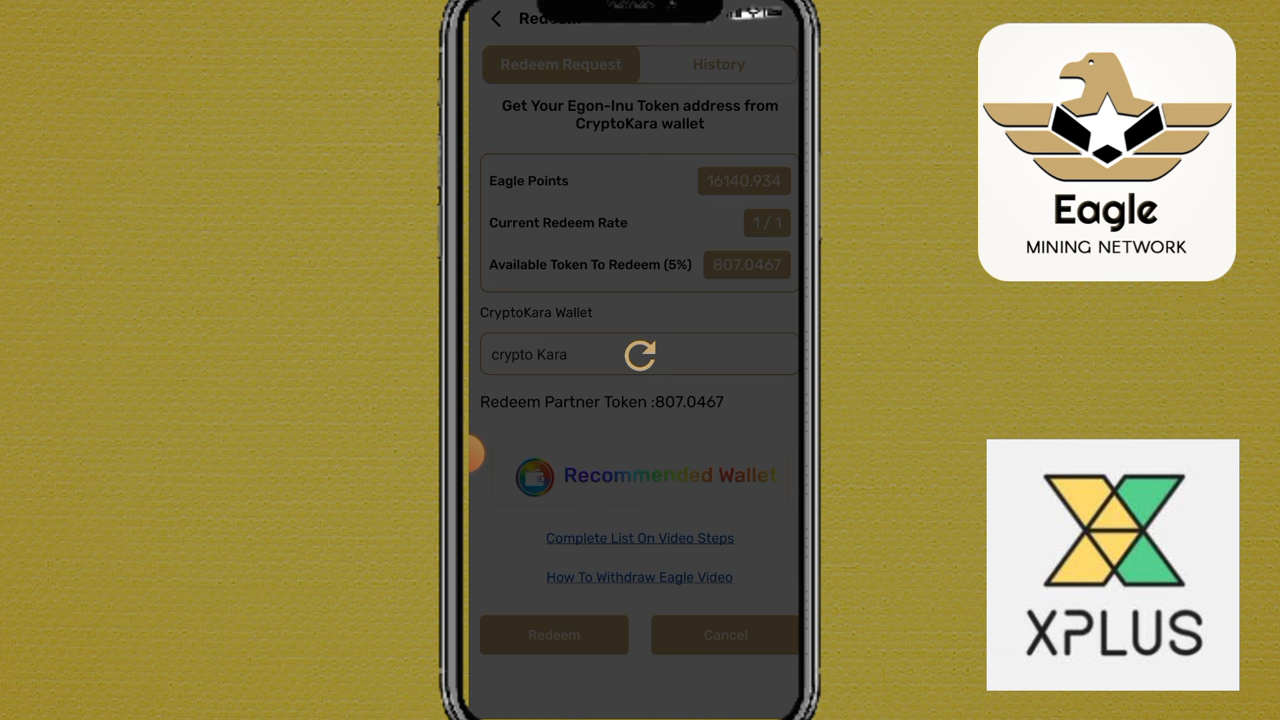 Redeem
Redeem Request
History
Get Your Egon-Inu Token address from
CryptoKara wallet
Eagle Points
16140.934
Current Redeem Rate
1 / 1
Available Token To Redeem (5%)
807.0467
CryptoKara Wallet
crypto Kara
Redeem Partner Token :807.0467
Recommended Wallet
Complete List On Video Steps
How To Withdraw Eagle Video
Redeem
Cancel
Eagle
MINING NETWORK
XPLUS